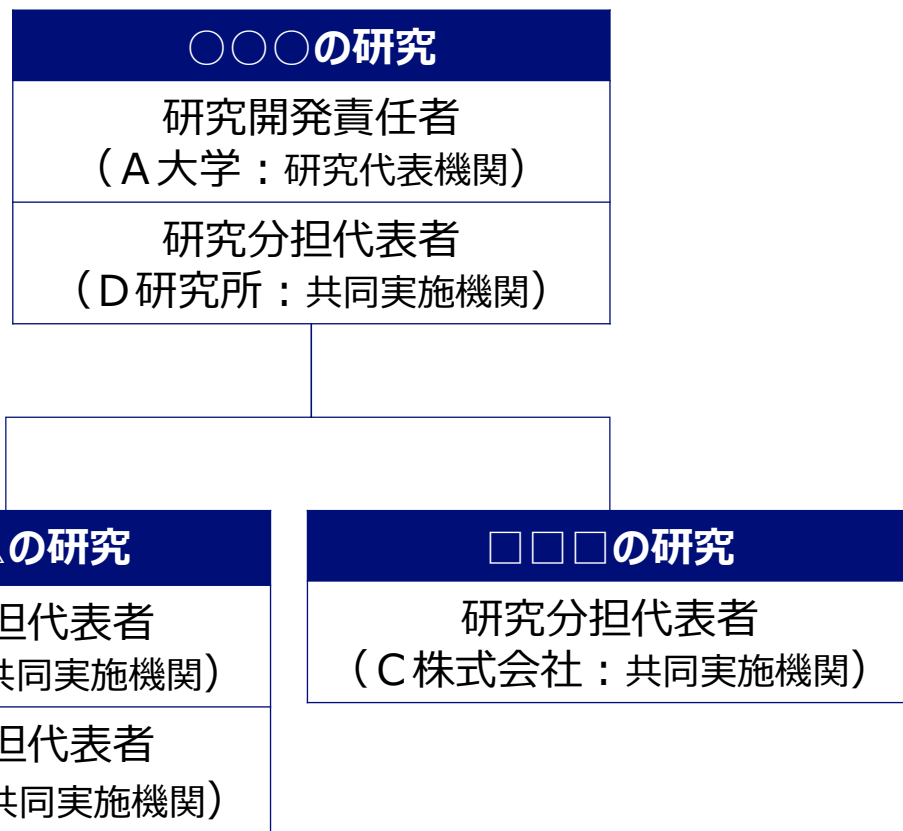 ○○○の研究
研究開発責任者
（Ａ大学：研究代表機関）
研究分担代表者
（Ｄ研究所：共同実施機関）
の研究
担代表者
共同実施機関）
担代表者
共同実施機関）
□□□の研究
研究分担代表者
（Ｃ株式会社：共同実施機関）